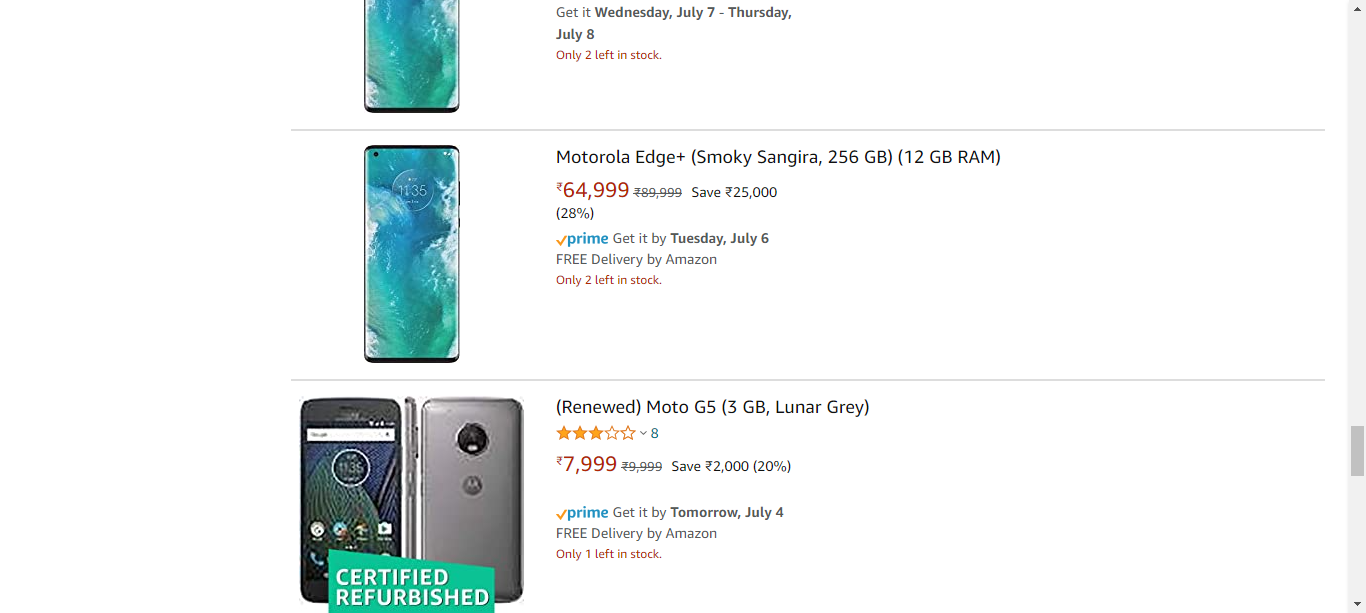 Get it Wednesday, July 7 - Thursday,
July 8
Only 2 left in stock.
Motorola Edge+ (Smoky Sangira, 256 GB) (12 GB RAM)
₹64,999 ₹89,999 Save ₹25,000
(28%)
prime Get it by Tuesday, July 6
FREE Delivery by Amazon
Only 2 left in stock.
11:35
(Renewed) Moto G5 (3 GB, Lunar Grey)
8
₹7,999 ₹9,999 Save ₹2,000 (20%)
prime Get it by Tomorrow, July 4
FREE Delivery by Amazon
Only 1 left in stock.
Google
11:35
CERTIFIED
REFURBISHED